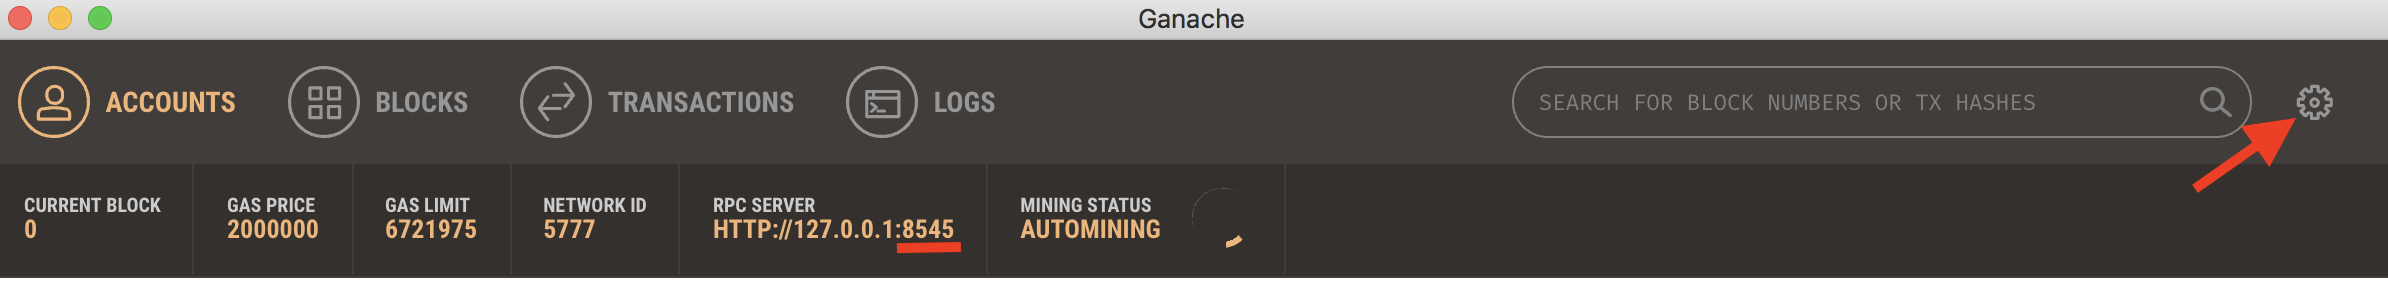 Ganache
ACCOUNTS BLOCKS TRANSACTIONS LOGS SEARCH FOR BLOCK NUMBERS OR TX HASHES
CURRENT BLOCK GAS PRICE GAS LIMIT NETWORK ID RPC SERVER MINING STATUS
0 2000000 6721975 5777 HTTP://127.0.0.1:8545 AUTOMINING